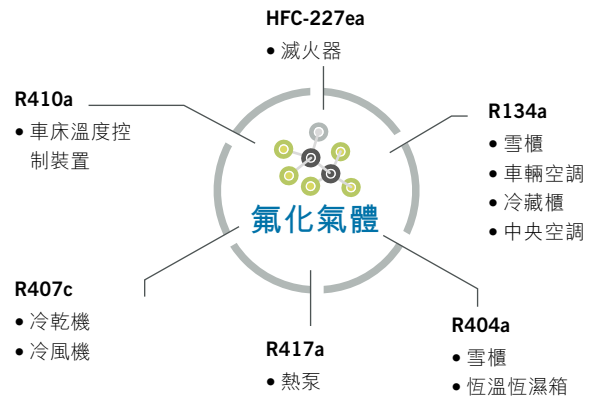 HFC-227ea
• 滅火器
R410a
• 車床溫度控
制裝置
R134a
• 雪櫃
• 車輛空調
• 冷藏櫃
• 中央空調
氟化氣體
R407c
• 冷乾機
• 冷風機
R417a
• 熱泵
R404a
• 雪櫃
• 恆溫恆濕箱